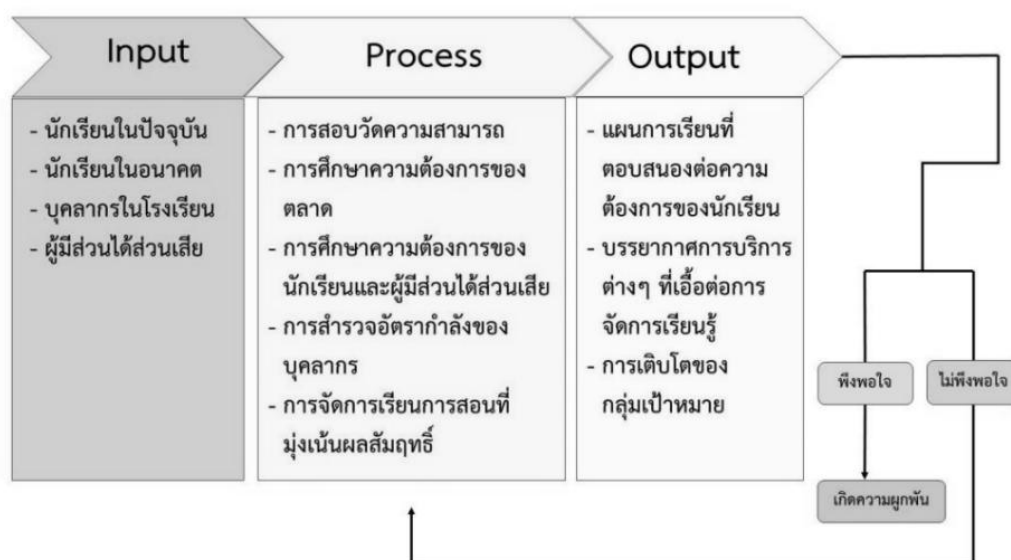 Input
- นักเรียนในปัจจุบัน
- นักเรียนในอนาคต
- บุคลากรในโรงเรียน
- ผู้มีส่วนได้ส่วนเสีย
Process
- การสอบวัดความสามารถ
- การศึกษาความต้องการของ
ตลาด
- การศึกษาความต้องการของ
นักเรียนและผู้มีส่วนได้ส่วนเสีย
- การสำรวจอัตรากำลังของ
บุคลากร
- การจัดการเรียนการสอนที่
มุ่งเน้นผลสัมฤทธิ์
Output
- แผนการเรียนที่
ตอบสนองต่อความ
ต้องการของนักเรียน
- บรรยากาศการบริการ
ต่างๆ ที่เอื้อต่อการ
จัดการเรียนรู้
- การเติบโตของ
กลุ่มเป้าหมาย
พึงพอใจ
ไม่พึงพอใจ
เกิดความผูกพัน